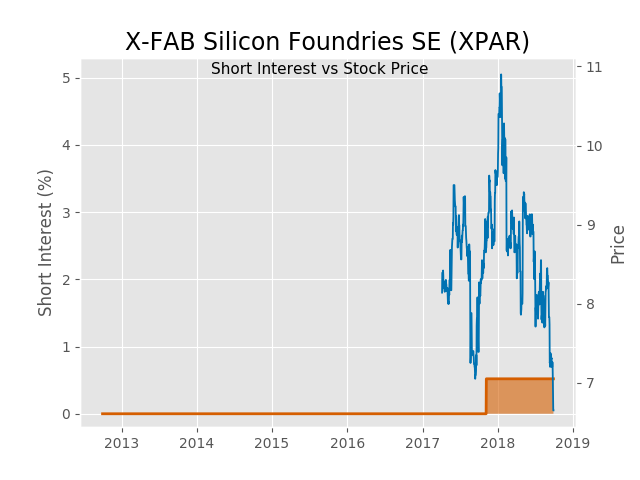 X-FAB Silicon Foundries SE (XPAR)
Short Interest vs Stock Price
Short Interest (%)
5
4
3
2
1
0
11
10
9
8
7
Price
2013 2014 2015 2016 2017 2018 2019